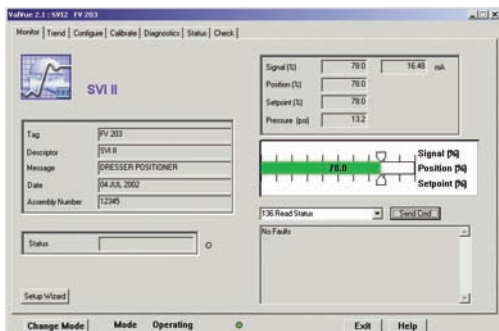 ValVue 2.1 : SVI2 FV 203
Monitor Trend Configure Calibrate Diagnostics Status Check
SVI II
Tag FV 203
Descriptor SVI II
Message DRESSER POSITIONER
Date 04 JUL 2002
Assembly Number 12345
Status
Setup Wizard
Signal (%) 78.0 16.48 mA
Position (%) 78.0
Setpoint (%) 78.0
Pressure (psi) 13.2
Signal (%)
78.0 Position (%)
Setpoint (%)
136:Read Status Send Cmd
No Faults
Change Mode Mode Operating Exit Help